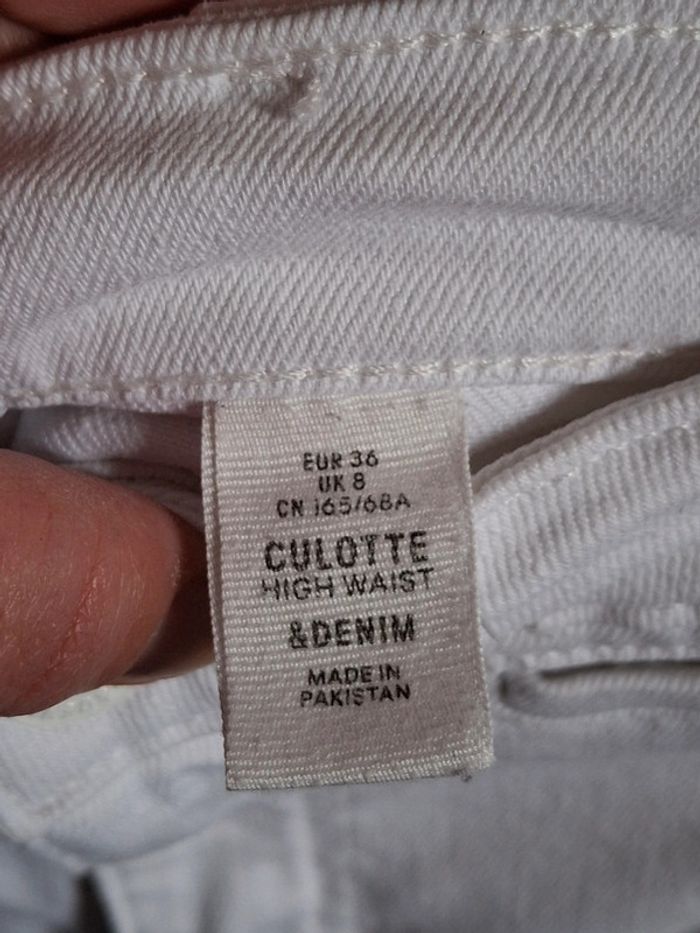 EUR 36
UK 8
CN 165/68A
CULOTTE
HIGH WAIST
&DENIM
MADE IN
PAKISTAN